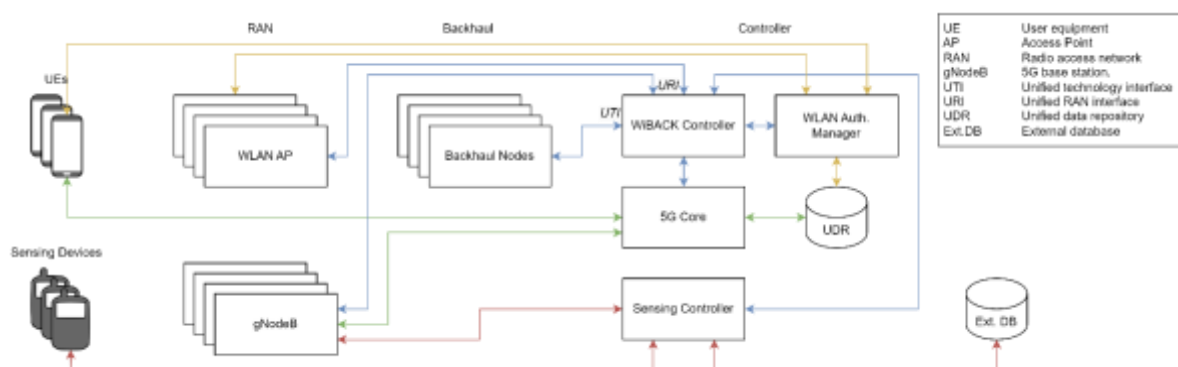 RAN Backhaul Controller
UE User equipment
AP Access Point
RAN Radio access network
gNodeB 5G base station.
UTI Unified technology interface
URI Unified RAN interface
UDR Unified data repository
Ext.DB External database
UEs
URI
UTI
WLAN AP
Backhaul Nodes
WIBACK Controller
WLAN Auth.
Manager
5G Core
UDR
Sensing Devices
gNodeB
Sensing Controller
Ext. DB